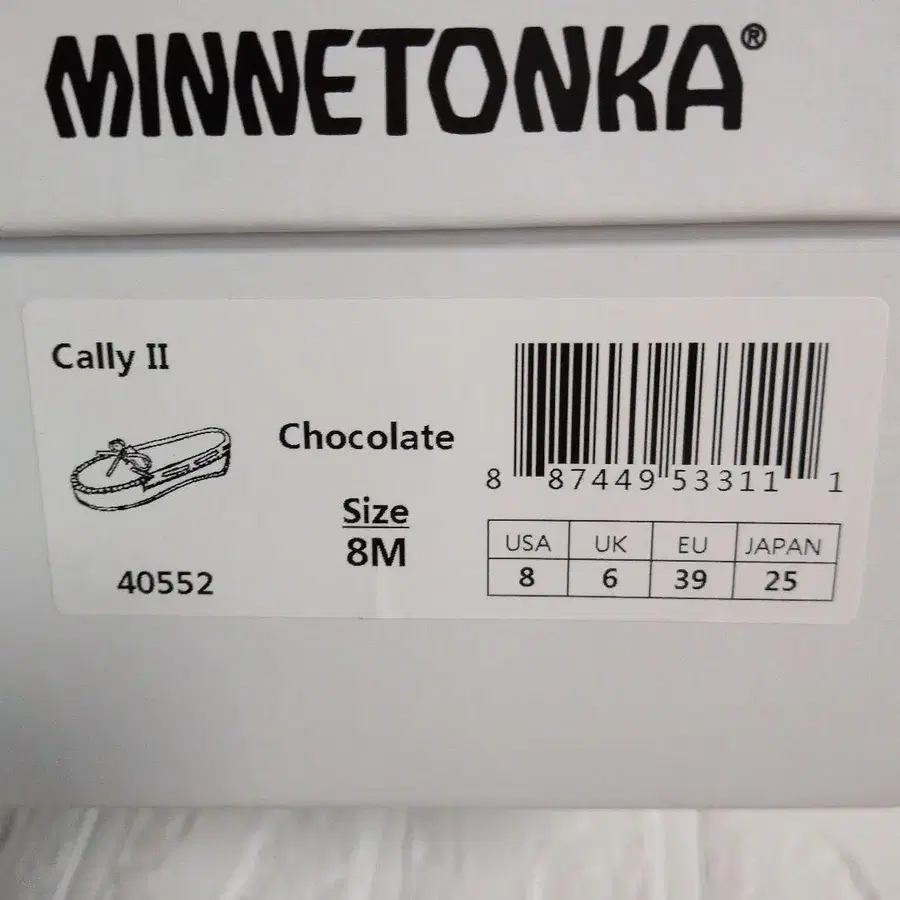 MINNETONKA®
Cally II
Chocolate
Size
8M
40552
8 87449 53311 1
USA UK EU JAPAN
8 6 39 25